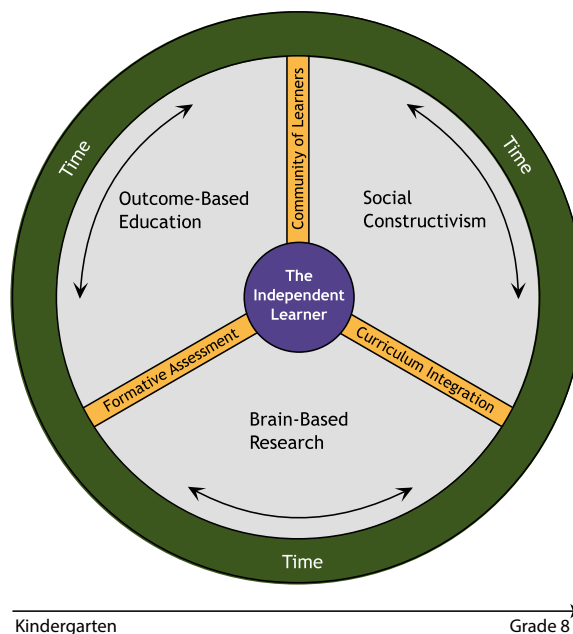 Community of Learners
Time
Time
Outcome-Based
Education
Social
Constructivism
The
Independent
Learner
Formative Assessment
Curriculum Integration
Brain-Based
Research
Time
Kindergarten
Grade 8